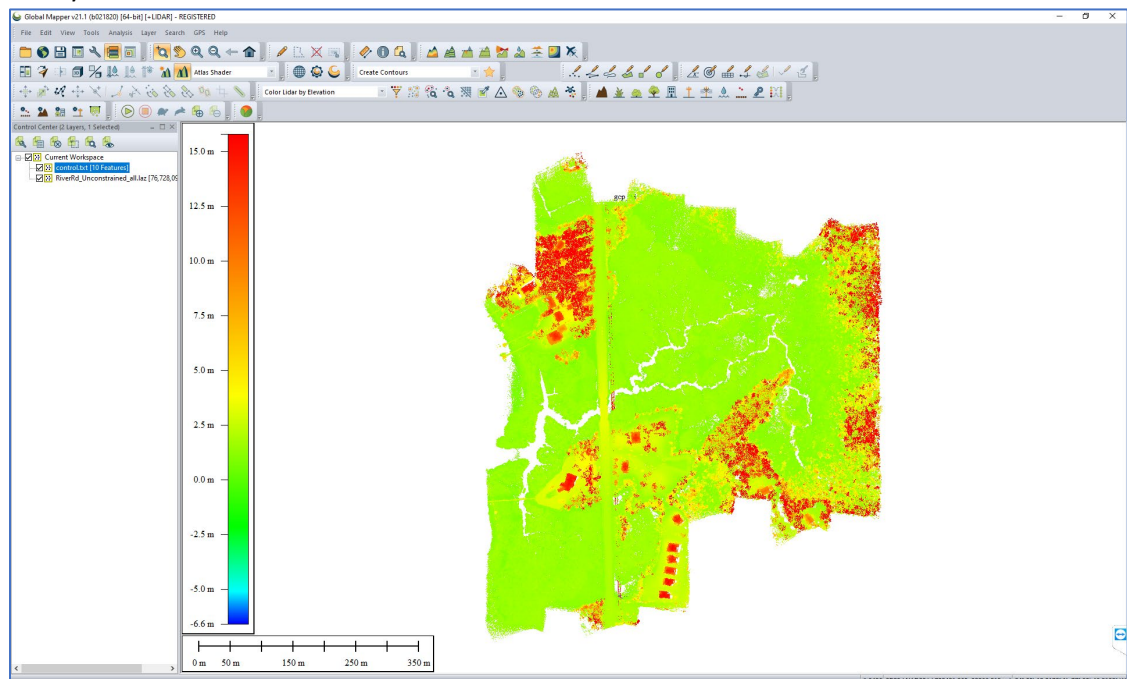 Global Mapper v21.1 (b021820) [64-bit] [+LIDAR] - REGISTERED
File Edit View Tools Analysis Layer Search GPS Help
Atlas Shader
Create Contours
Color Lidar by Elevation
Control Center (2 Layers, 1 Selected)
Current Workspace
control.txt [10 Features]
RiverRd_Unconstrained_all.laz [76,728,09
15.0 m
12.5 m
10.0 m
7.5 m
5.0 m
2.5 m
0.0 m
-2.5 m
-5.0 m
-6.6 m
gcp
0 m 50 m 150 m 250 m 350 m